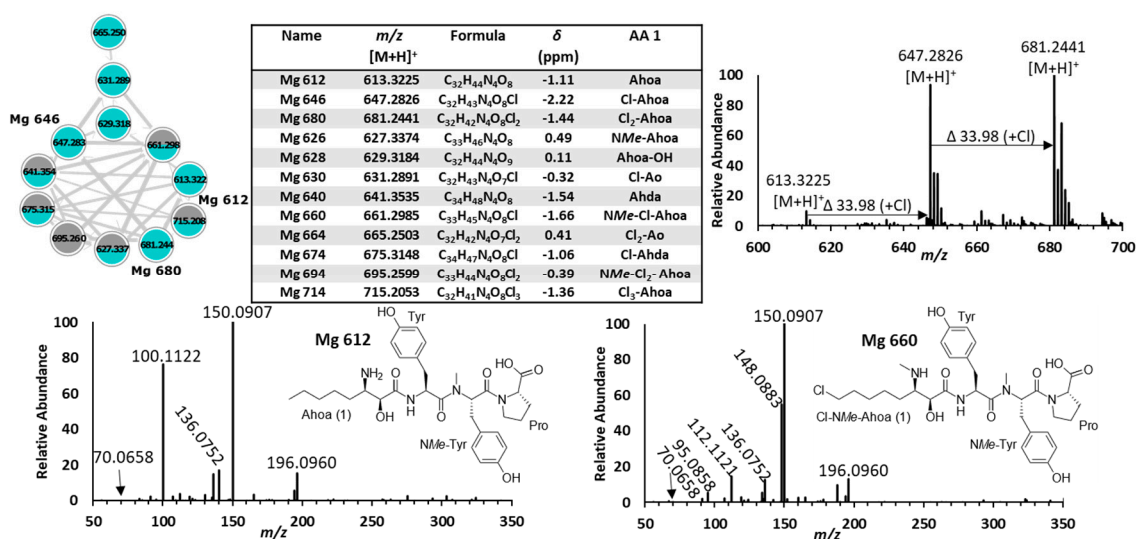 665.250
631.289
629.318
Mg 646
647.283
661.298
641.354
613.322
Mg 612
675.315
715.208
695.260
627.337
681.244
Mg 680
Name m/z [M+H]⁺ Formula δ (ppm) AA 1
Mg 612 613.3225 C₃₂H₄₄N₄O₈ -1.11 Ahoa
Mg 646 647.2826 C₃₂H₄₃N₄O₈Cl -2.22 Cl-Ahoa
Mg 680 681.2441 C₃₂H₄₂N₄O₈Cl₂ -1.44 Cl₂-Ahoa
Mg 626 627.3374 C₃₃H₄₆N₄O₈ 0.49 NMe-Ahoa
Mg 628 629.3184 C₃₂H₄₄N₄O₉ 0.11 Ahoa-OH
Mg 630 631.2891 C₃₂H₄₃N₄O₇Cl -0.32 Cl-Ao
Mg 640 641.3535 C₃₄H₄₈N₄O₈ -1.54 Ahda
Mg 660 661.2985 C₃₃H₄₅N₄O₈Cl -1.66 NMe-Cl-Ahoa
Mg 664 665.2503 C₃₂H₄₂N₄O₇Cl₂ 0.41 Cl₂-Ao
Mg 674 675.3148 C₃₄H₄₇N₄O₈Cl -1.06 Cl-Ahda
Mg 694 695.2599 C₃₃H₄₄N₄O₈Cl₂ -0.39 NMe-Cl₂- Ahoa
Mg 714 715.2053 C₃₂H₄₁N₄O₈Cl₃ -1.36 Cl₃-Ahoa
647.2826
[M+H]⁺
681.2441
[M+H]⁺
Δ 33.98 (+Cl)
613.3225
[M+H]⁺
Δ 33.98 (+Cl)
Relative Abundance
100
80
60
40
20
0
600 620 640 660 680 700
m/z
150.0907
100.1122
136.0752
70.0658
196.0960
Mg 612
HO
Tyr
NH₂
O
OH
Ahoa (1)
H
N
O
N
O
N
O
HO
Pro
NMe-Tyr
OH
Relative Abundance
100
80
60
40
20
0
50 100 150 200 250 300 350
m/z
150.0907
148.0883
136.0752
112.1121
95.0858
70.0658
196.0960
Mg 660
HO
Tyr
Cl
NH
O
OH
Cl-NMe-Ahoa (1)
N
H
O
N
O
N
O
OH
Pro
NMe-Tyr
OH
Relative Abundance
100
80
60
40
20
0
50 100 150 200 250 300 350
m/z